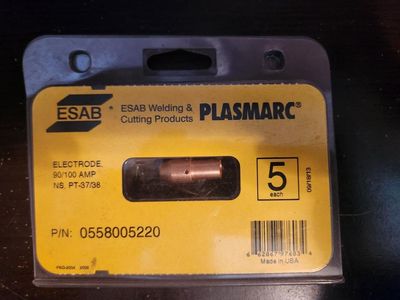 ESAB
ESAB Welding &
Cutting Products
PLASMARC®
ELECTRODE,
90/100 AMP
NS, PT-37/38
5
each
P/N: 0558005220
Made in USA